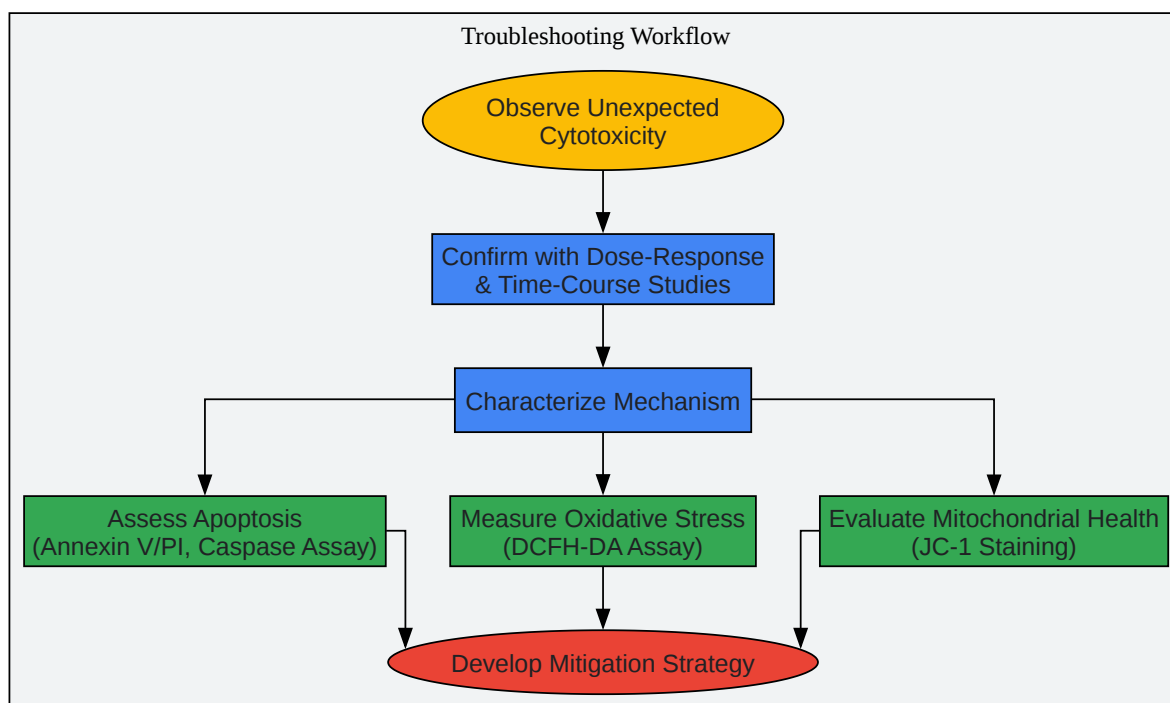 Troubleshooting Workflow
Observe Unexpected
Cytotoxicity
Confirm with Dose-Response
& Time-Course Studies
Characterize Mechanism
Assess Apoptosis
(Annexin V/PI, Caspase Assay)
Measure Oxidative Stress
(DCFH-DA Assay)
Evaluate Mitochondrial Health
(JC-1 Staining)
Develop Mitigation Strategy